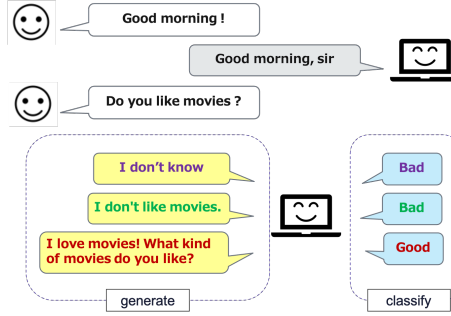 Good morning !
Good morning, sir
Do you like movies ?
I don’t know
Bad
I don't like movies.
Bad
I love movies! What kind
of movies do you like?
Good
generate
classify